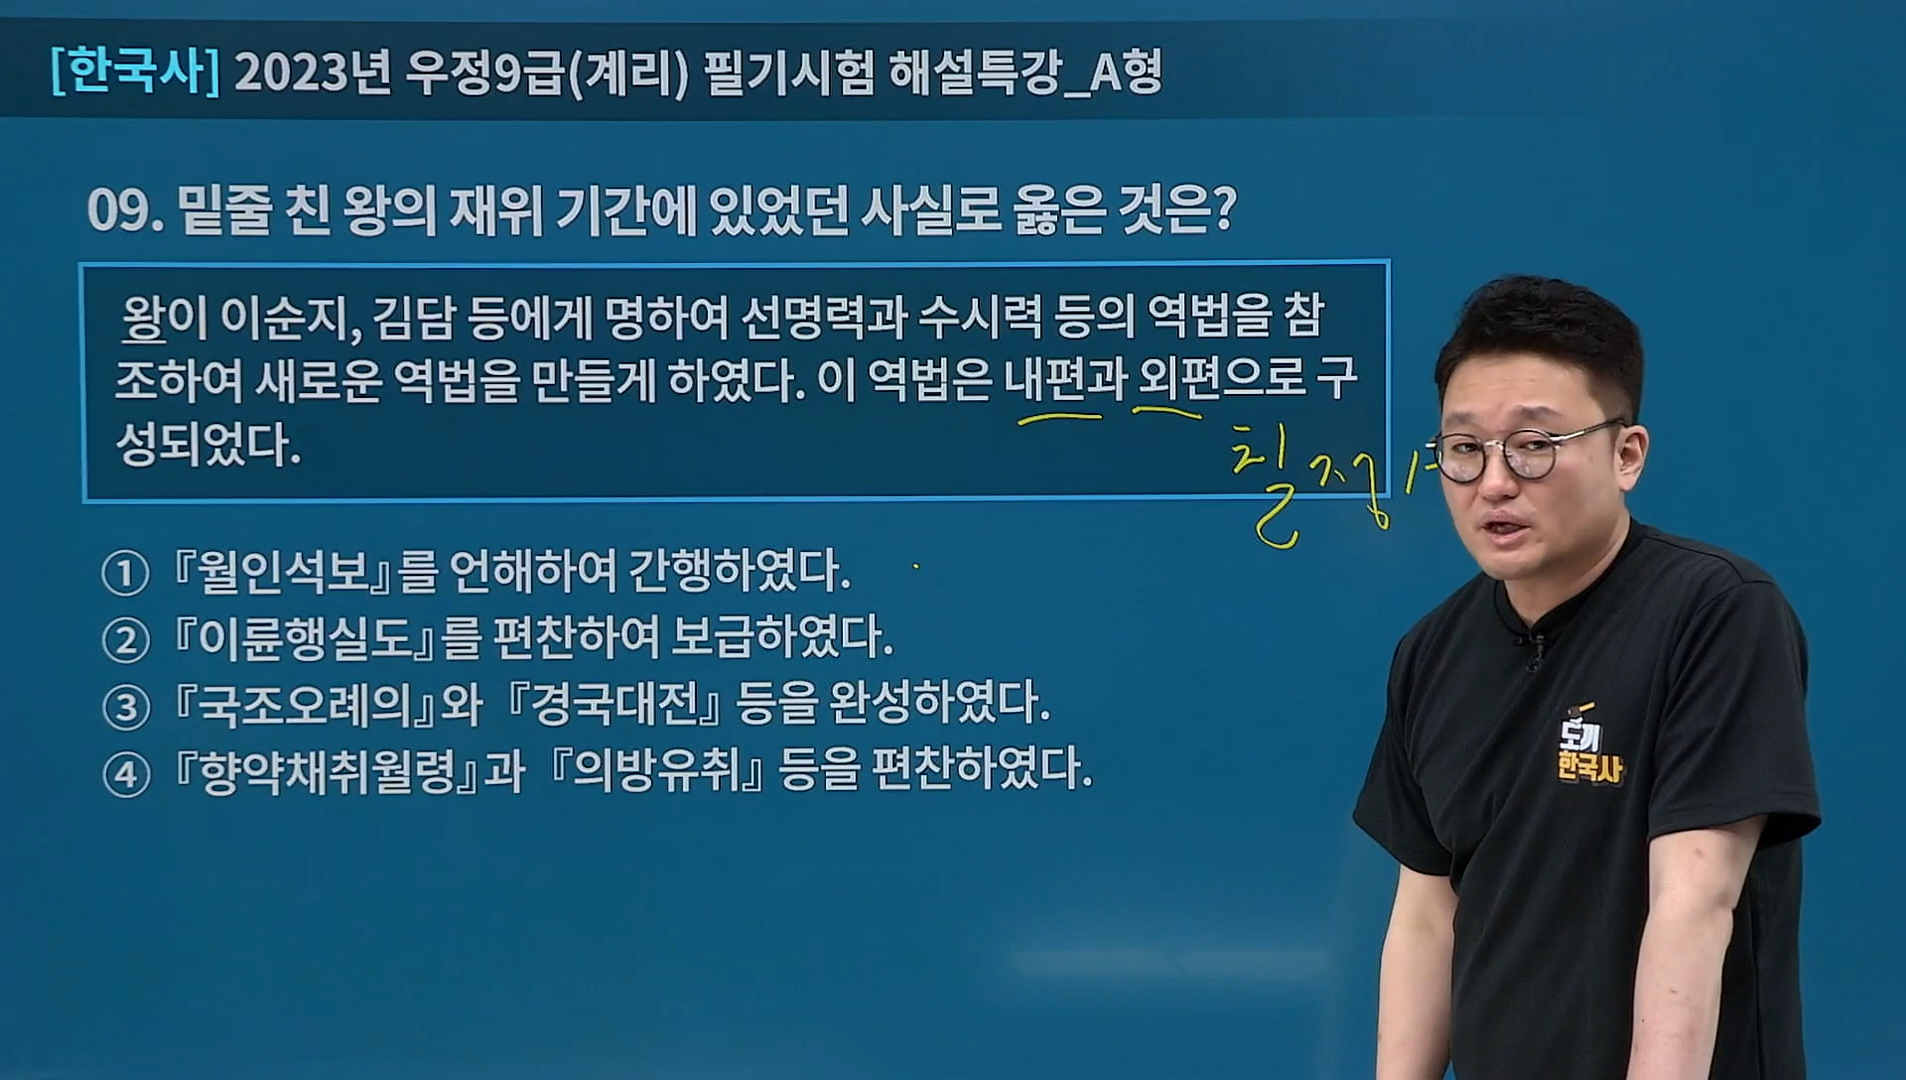 [한국사] 2023년 우정9급(계리) 필기시험 해설특강_A형
09. 밑줄 친 왕의 재위 기간에 있었던 사실로 옳은 것은?
왕이 이순지, 김담 등에게 명하여 선명력과 수시력 등의 역법을 참
조하여 새로운 역법을 만들게 하였다. 이 역법은 내편과 외편으로 구
성되었다.
칠정
① 『월인석보』를 언해하여 간행하였다.
② 『이륜행실도』를 편찬하여 보급하였다.
③ 『국조오례의』와 『경국대전』 등을 완성하였다.
④ 『향약채취월령』과 『의방유취』 등을 편찬하였다.
도끼
한국사